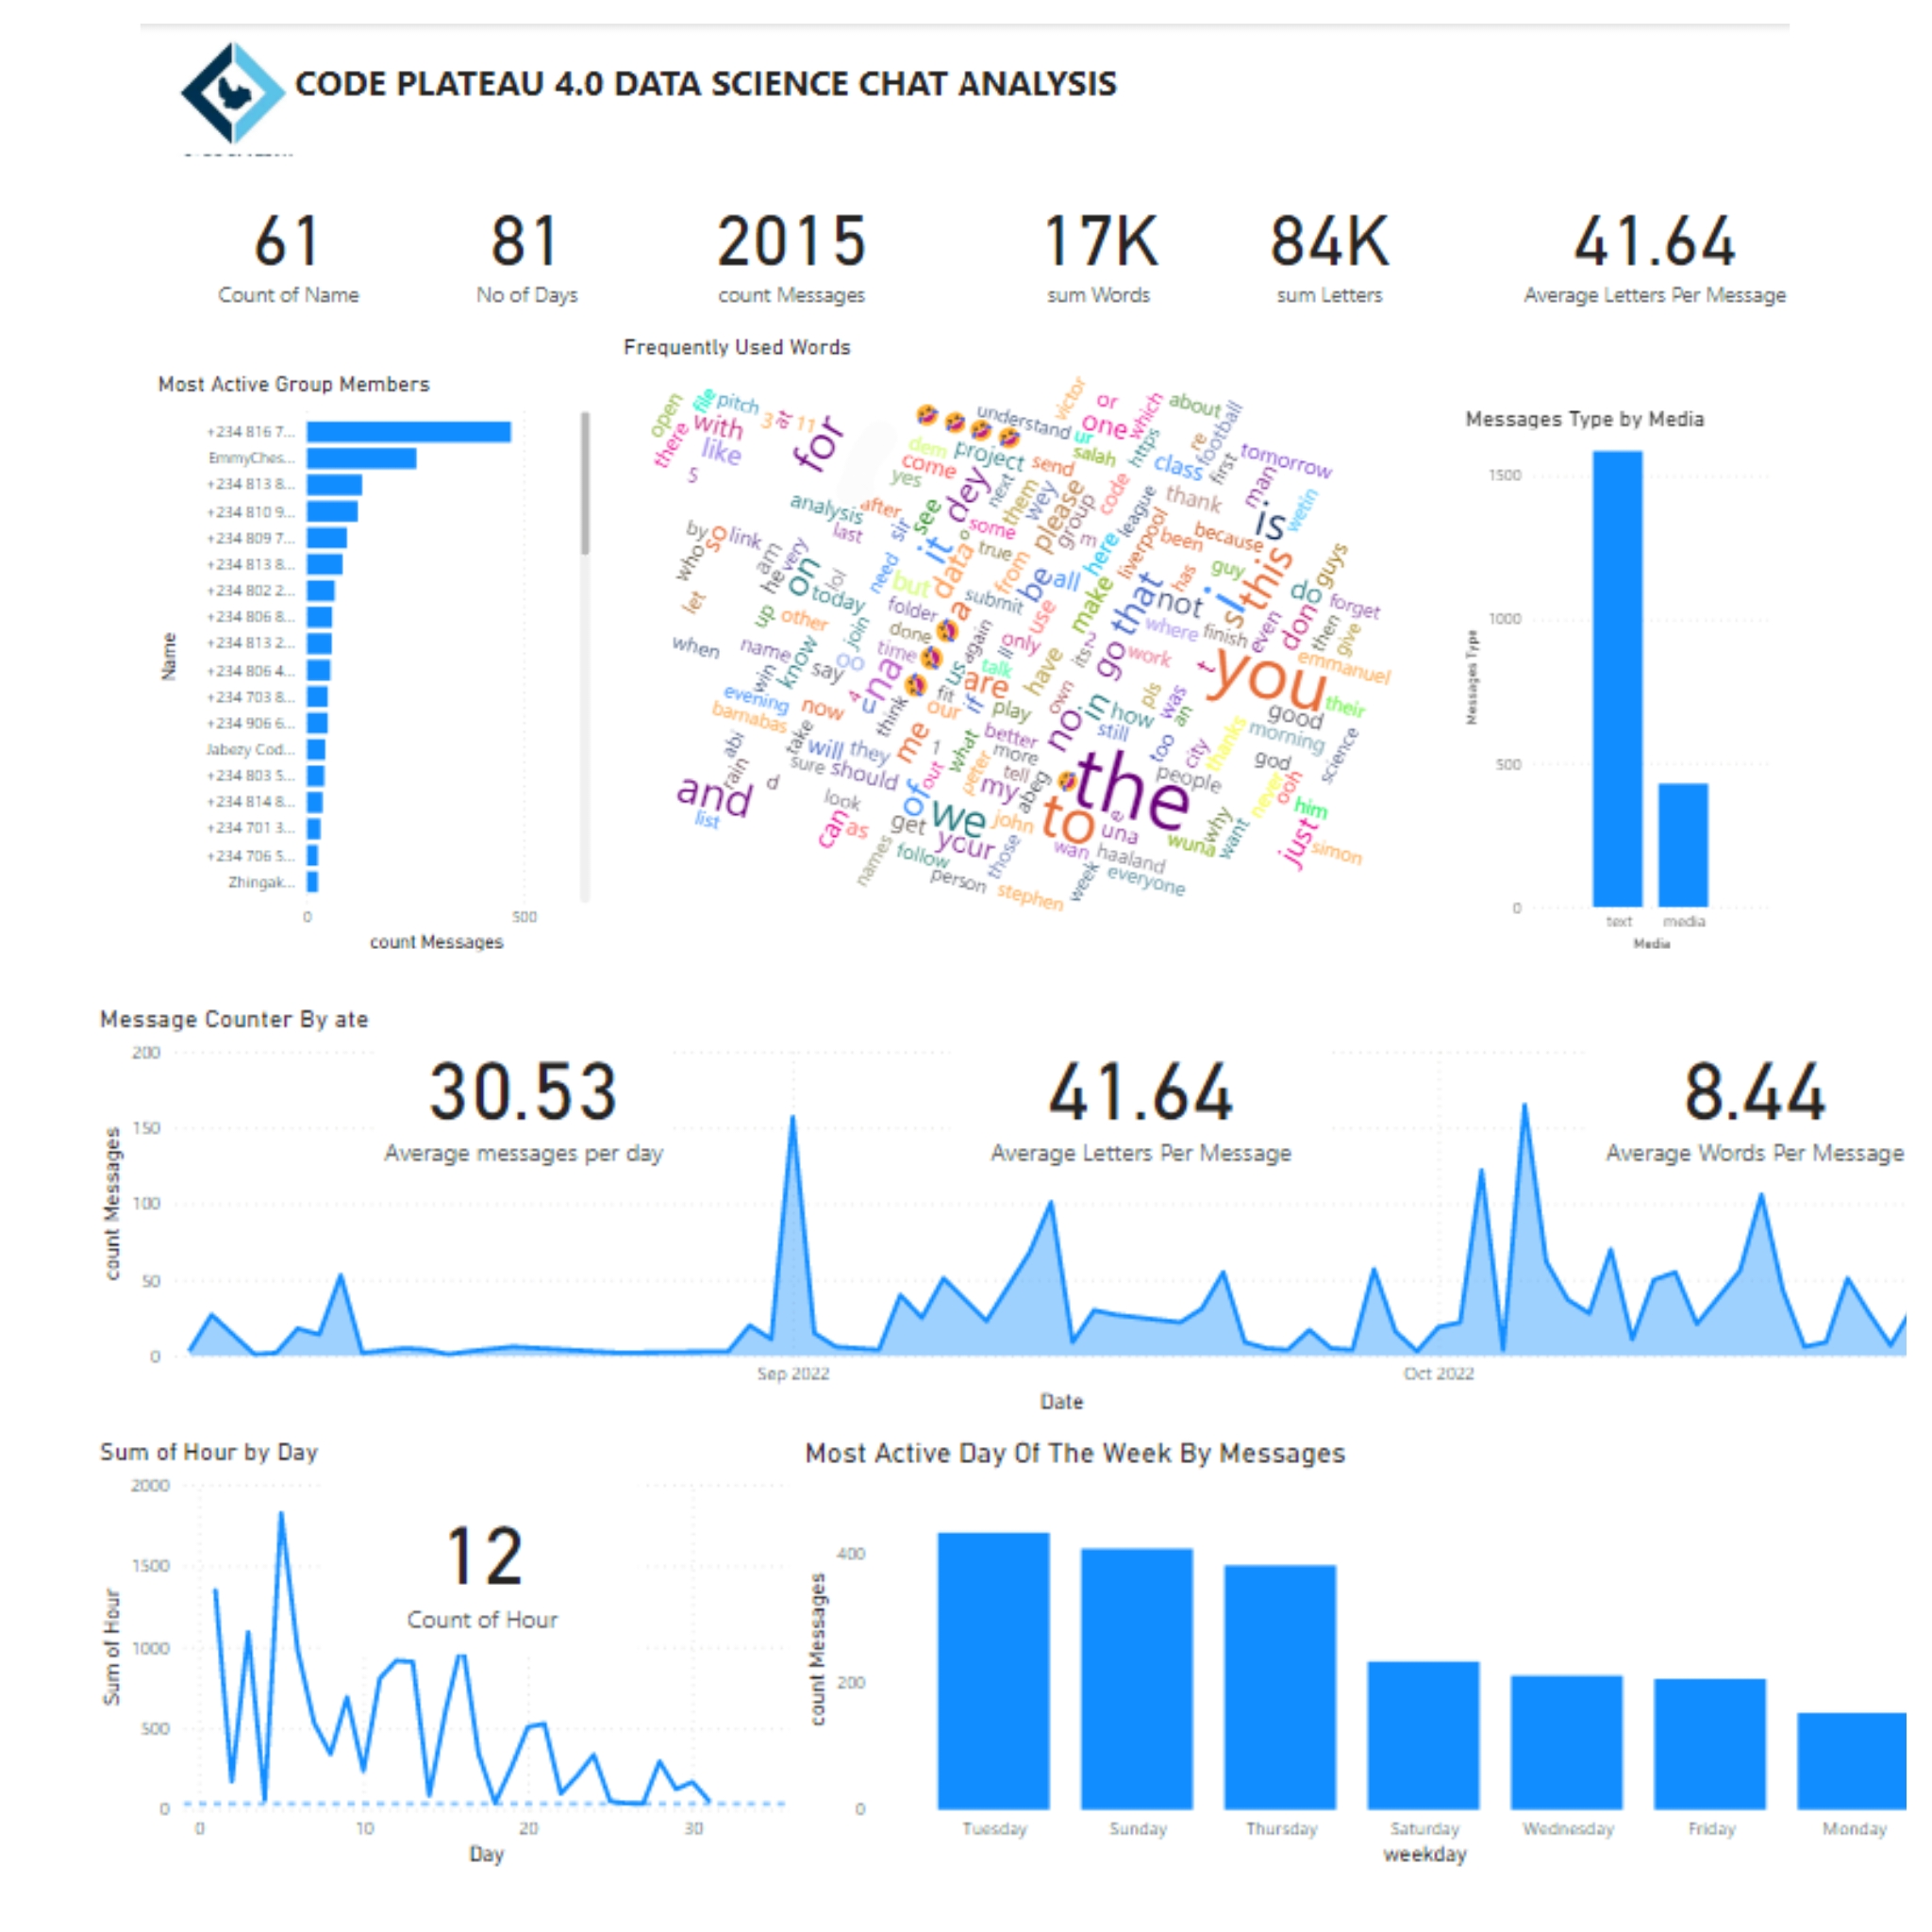 CODE PLATEAU 4.0 DATA SCIENCE CHAT ANALYSIS
61
Count of Name
81
No of Days
2015
count Messages
17K
sum Words
84K
sum Letters
41.64
Average Letters Per Message
Most Active Group Members
Name
+234 816 7...
EmmyChes...
+234 813 8...
+234 810 9...
+234 809 7...
+234 813 8...
+234 802 2...
+234 806 8...
+234 813 2...
+234 806 4...
+234 703 8...
+234 906 6...
Jabezy Cod...
+234 803 5...
+234 814 8...
+234 701 3...
+234 706 5...
Zhingak...
0 500
count Messages
Frequently Used Words
open
file
pitch
3
at
11
there
with
like
5
for
understand
victor
or
one
which
about
football
ur
https
re
dem
project
salah
come
send
class
first
tomorrow
yes
dey
next
them
wey
please
group
code
league
thank
man
is
wetin
analysis
after
see
sir
last
some
o
true
m
here
liverpool
been
because
this
guys
by
so
link
who
am
he
very
on
lol
need
it
data
but
from
be
all
make
that
has
guy
not
is
I
do
forget
let
up
other
today
folder
a
submit
use
where
finish
even
don
then
give
when
name
know
join
done
time
again
only
its
2
go
work
t
you
emmanuel
their
win
say
oo
na
us
talk
are
have
own
pls
was
an
good
evening
barnabas
now
4
u
think
fit
our
if
play
no
in
how
still
too
city
thanks
morning
science
abi
take
will
they
me
1
what
better
more
god
rain
d
sure
should
out
peter
tell
my
abeg
the
people
never
ooh
him
and
list
look
can
as
of
get
we
john
to
e
una
why
want
wuna
just
simon
names
follow
your
those
wan
haaland
person
stephen
week
everyone
Messages Type by Media
Messages Type
1500
1000
500
0
text media
Media
Message Counter By ate
count Messages
200
150
100
50
0
30.53
Average messages per day
41.64
Average Letters Per Message
8.44
Average Words Per Message
Sep 2022 Oct 2022
Date
Sum of Hour by Day
Sum of Hour
2000
1500
1000
500
0
12
Count of Hour
0 10 20 30
Day
Most Active Day Of The Week By Messages
count Messages
400
200
0
Tuesday Sunday Thursday Saturday Wednesday Friday Monday
weekday